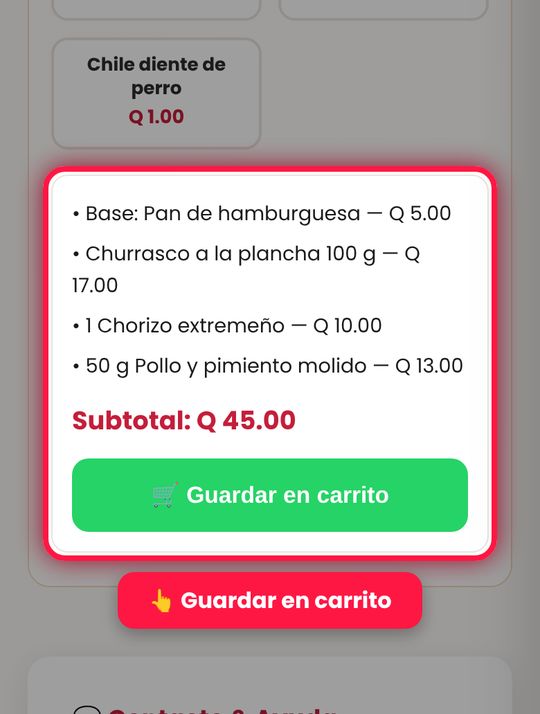 Chile diente de
perro
Q 1.00
• Base: Pan de hamburguesa — Q 5.00
• Churrasco a la plancha 100 g — Q
17.00
• 1 Chorizo extremeño — Q 10.00
• 50 g Pollo y pimiento molido — Q 13.00
Subtotal: Q 45.00
🛒 Guardar en carrito
👆 Guardar en carrito